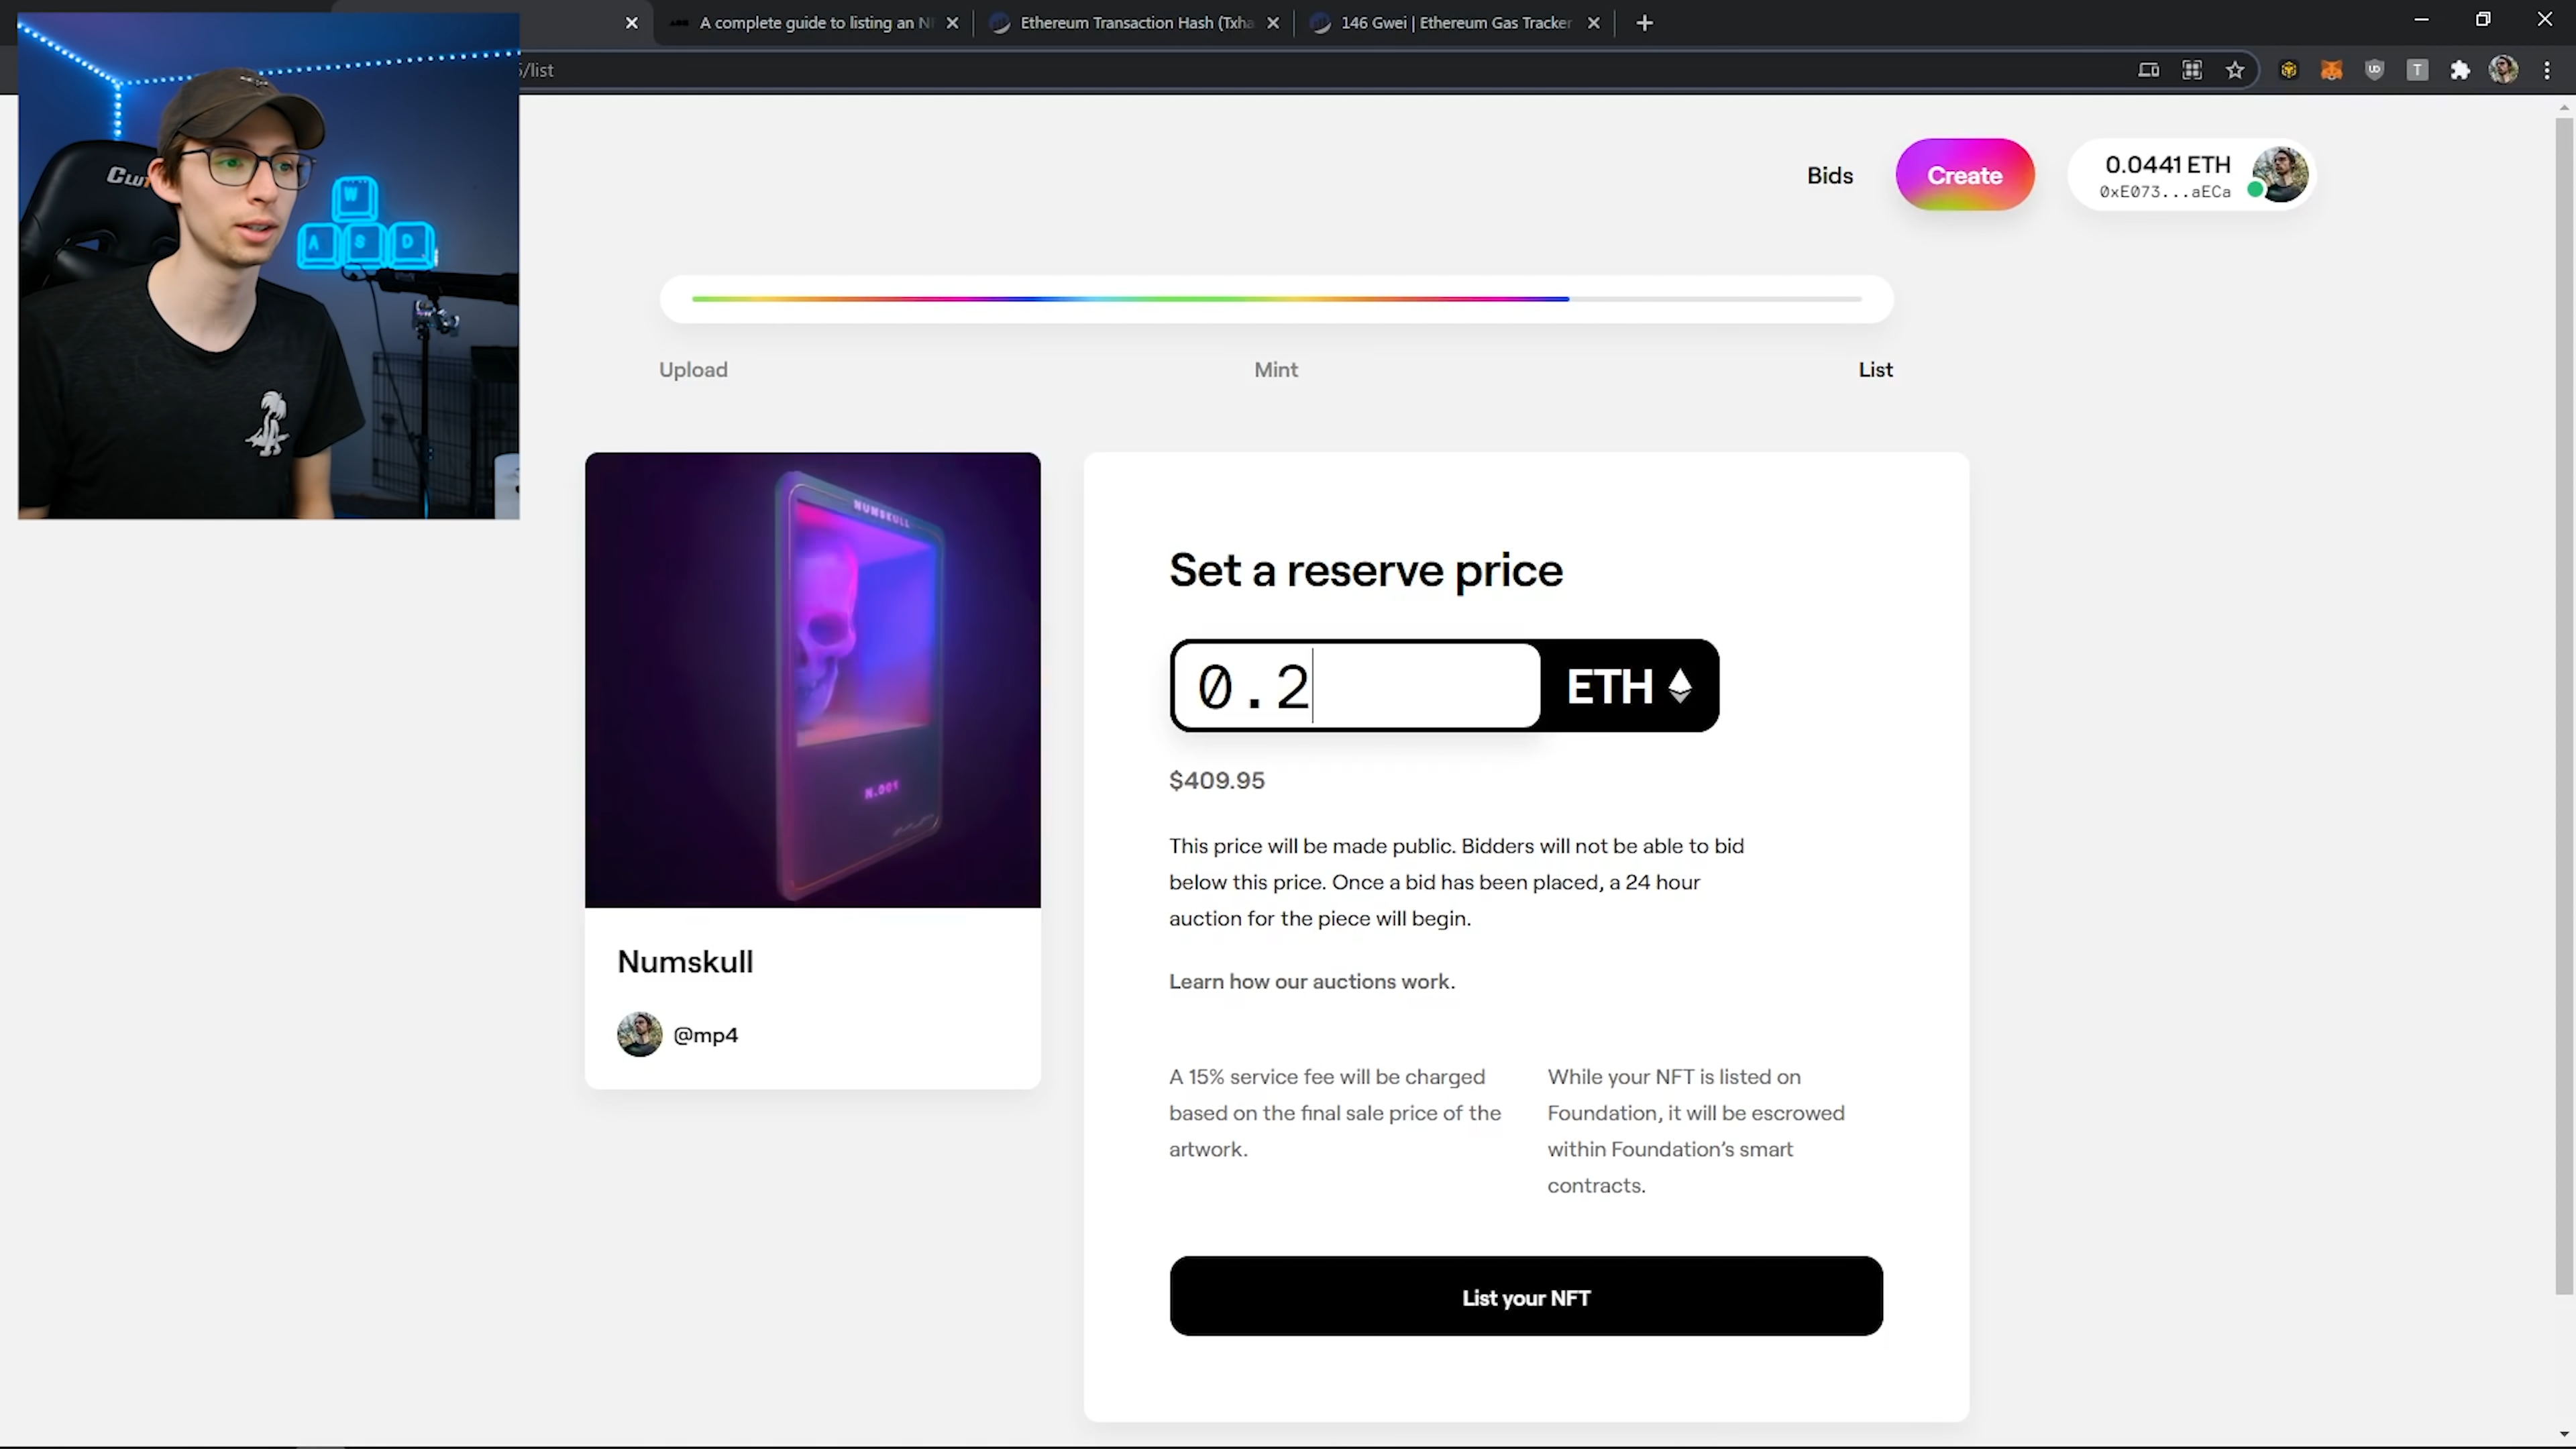 A complete guide to listing an N
Ethereum Transaction Hash (Txha
146 Gwei | Ethereum Gas Tracker
/list
Bids
Create
0.0441 ETH
0xE073...aECa
W
A S D
Upload
Mint
List
NUMSKULL
N.001
Numskull
@mp4
Set a reserve price
0.2
ETH
$409.95
This price will be made public. Bidders will not be able to bid
below this price. Once a bid has been placed, a 24 hour
auction for the piece will begin.
Learn how our auctions work.
A 15% service fee will be charged
based on the final sale price of the
artwork.
While your NFT is listed on
Foundation, it will be escrowed
within Foundation's smart
contracts.
List your NFT